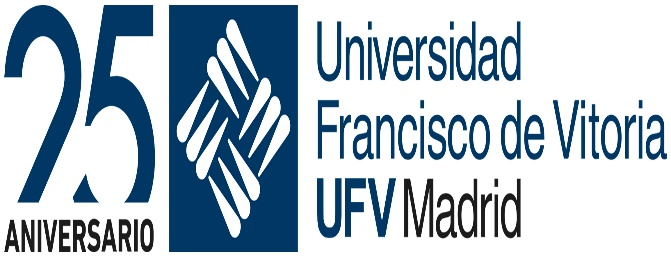 25
ANIVERSARIO
Universidad
Francisco de Vitoria
UFV Madrid